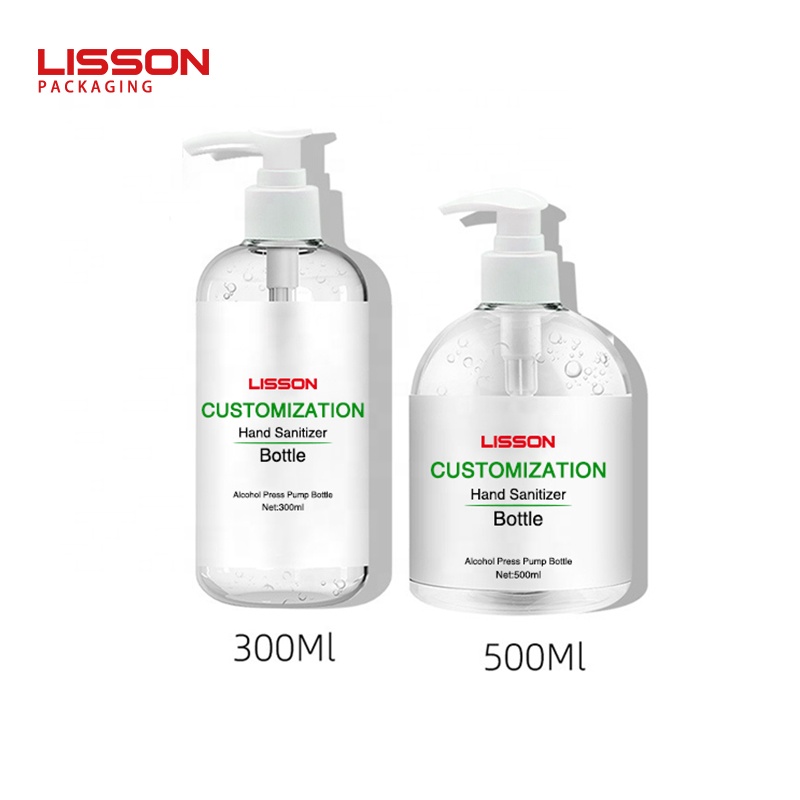 LISSON
PACKAGING
LISSON
CUSTOMIZATION
Hand Sanitizer
Bottle
Alcohol Press Pump Bottle
Net:300ml
LISSON
CUSTOMIZATION
Hand Sanitizer
Bottle
Alcohol Press Pump Bottle
Net:500ml
300Ml
500Ml